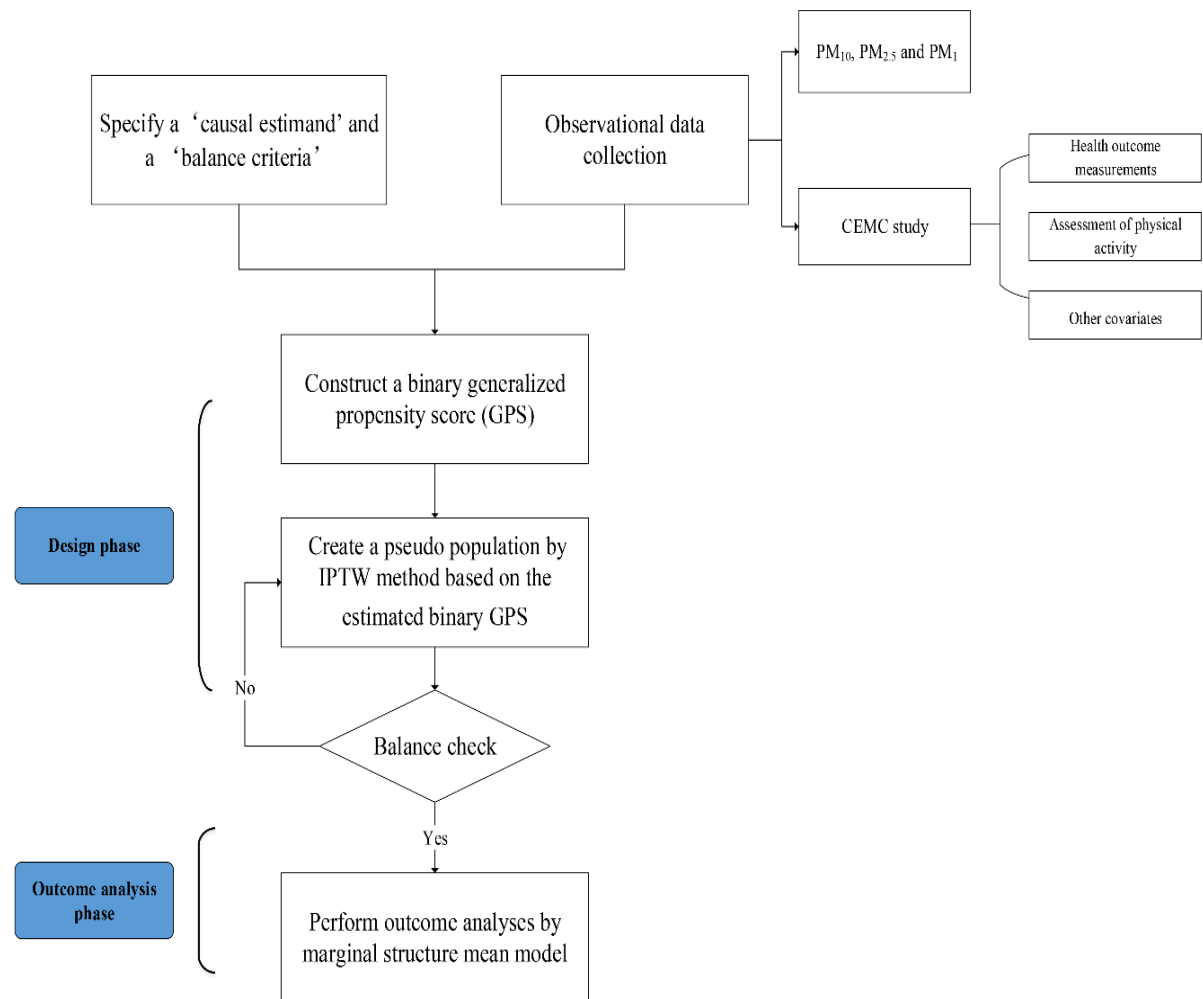 PM₁₀, PM₂.₅ and PM₁
Specify a ‘causal estimand’ and
a ‘balance criteria’
Observational data
collection
Health outcome
measurements
CEMC study
Assessment of physical
activity
Other covariates
Construct a binary generalized
propensity score (GPS)
Design phase
Create a pseudo population by
IPTW method based on the
estimated binary GPS
No
Balance check
Yes
Outcome analysis
phase
Perform outcome analyses by
marginal structure mean model